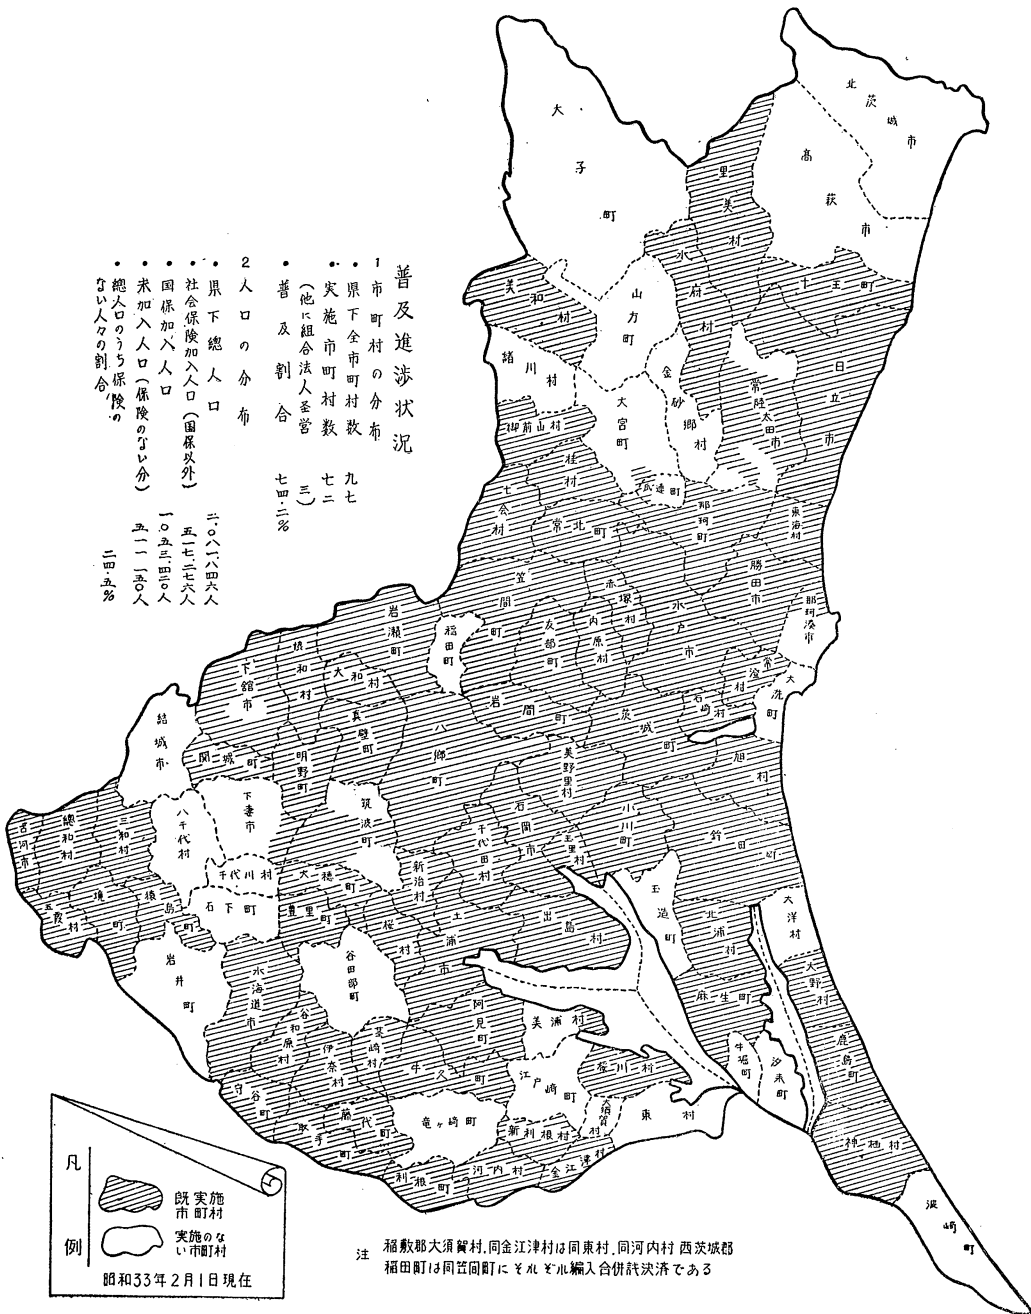 普及進渉状況
1 市町村の分布
・県下全市町村数 九七
・実施市町村数 七二
(他に組合法人圣営 三)
・普及割合 七四・二%
2 人口の分布
・県下總人口 二、〇八一、八四六人
・社会保険加入人口(国保以外) 五一七、二七六人
・国保加入人口 一、〇五三、四二〇人
・未加入人口(保険のない分) 五一一、一五〇人
・總人口のうち保険の
ない人々の割合 二四・五%
北茨城市
大子町
高萩市
里美村
十王町
水府村
美和村
山方町
日立市
諸川村
金砂郷村
常陸太田市
大宮町
御前山村
桂村
瓜連町
七会村
常北町
那珂町
東海村
勝田市
笠間町
赤塚村
水戸市
那珂湊市
岩瀬町
稲田町
友部町
内原村
下館市
協和村
大和村
常澄村
大洗町
石崎村
結城市
真壁町
八郷町
岩間町
茨城町
関城町
明野町
美野里村
旭村
下妻市
筑波町
古河市
總和村
三和村
八千代村
石岡市
小川町
千代田村
玉里村
鉾田町
千代川村
大穂町
新治村
五霞村
境町
猿島町
石下町
豊里町
桜村
土浦市
出島村
玉造町
北浦村
大洋村
岩井町
水海道市
谷田部町
大野村
麻生町
阿見町
美浦村
谷和原村
伊奈村
茎崎村
牛久町
鹿島町
牛堀町
汐来町
江戸崎町
桜川村
守谷町
取手町
藤代町
竜ヶ崎町
新利根村
大須賀村
東村
神栖村
利根町
河内村
金江津村
波崎町
凡例
既実施
市町村
実施のな
い市町村
昭和33年2月1日現在
注 稲敷郡大須賀村,同金江津村は同東村,同河内村 西茨城郡
稲田町は同笠間町にそれぞれ編入合併議決済である